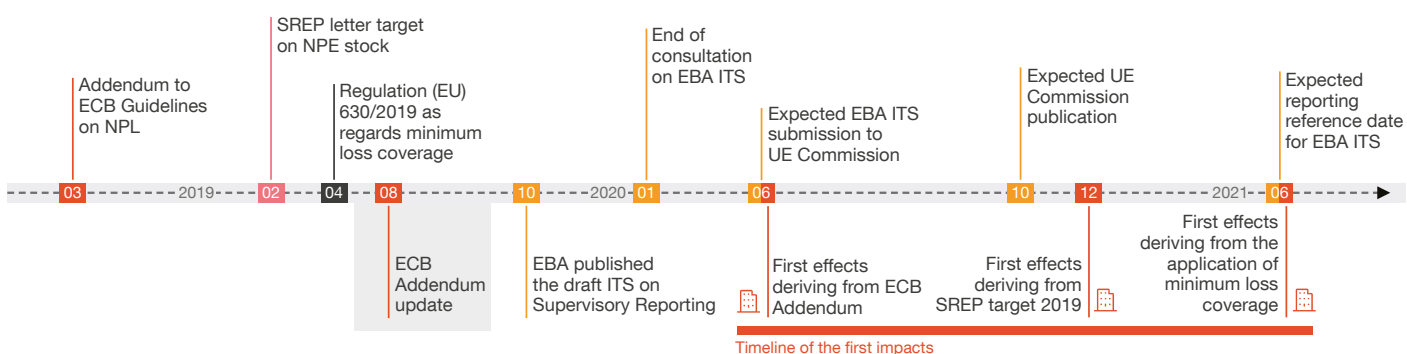 SREP letter target
on NPE stock
Addendum to
ECB Guidelines
on NPL
Regulation (EU)
630/2019 as
regards minimum
loss coverage
End of
consultation
on EBA ITS
Expected EBA ITS
submission to
UE Commission
Expected UE
Commission
publication
Expected
reporting
reference date
for EBA ITS
03 2019 02 04 08 10 2020 01 06 10 12 2021 06
ECB
Addendum
update
EBA published
the draft ITS on
Supervisory Reporting
First effects
deriving from ECB
Addendum
First effects
deriving from
SREP target 2019
First effects
deriving from the
application of
minimum loss
coverage
Timeline of the first impacts